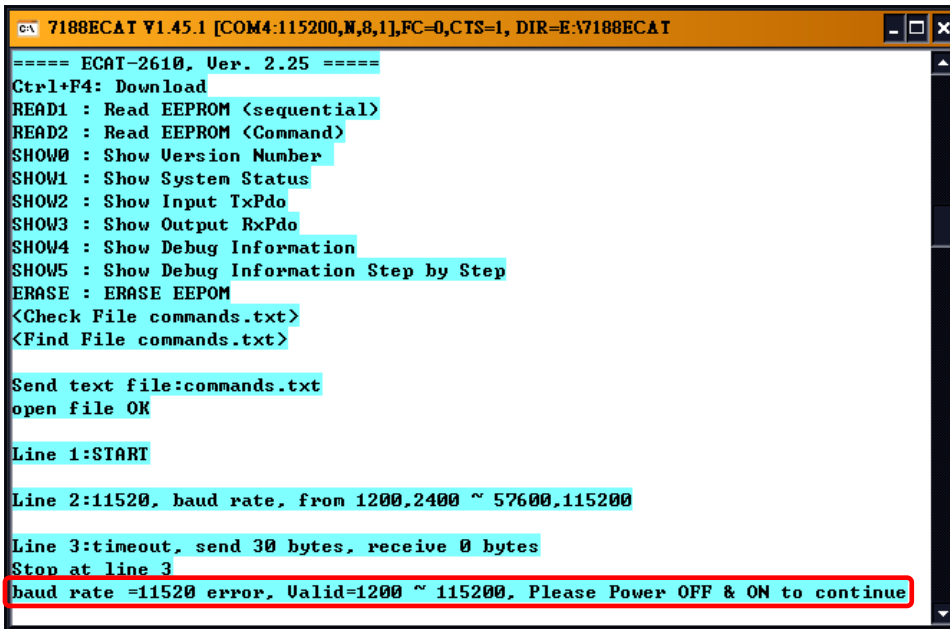 7188ECAT V1.45.1 [COM4:115200,N,8,1],FC=0,CTS=1, DIR=E:\7188ECAT
===== ECAT-2610, Ver. 2.25 =====
Ctrl+F4: Download
READ1 : Read EEPROM <sequential>
READ2 : Read EEPROM <Command>
SHOW0 : Show Version Number
SHOW1 : Show System Status
SHOW2 : Show Input TxPdo
SHOW3 : Show Output RxPdo
SHOW4 : Show Debug Information
SHOW5 : Show Debug Information Step by Step
ERASE : ERASE EEPOM
<Check File commands.txt>
<Find File commands.txt>
Send text file:commands.txt
open file OK
Line 1:START
Line 2:11520, baud rate, from 1200,2400 ~ 57600,115200
Line 3:timeout, send 30 bytes, receive 0 bytes
Stop at line 3
baud rate =11520 error, Valid=1200 ~ 115200, Please Power OFF & ON to continue